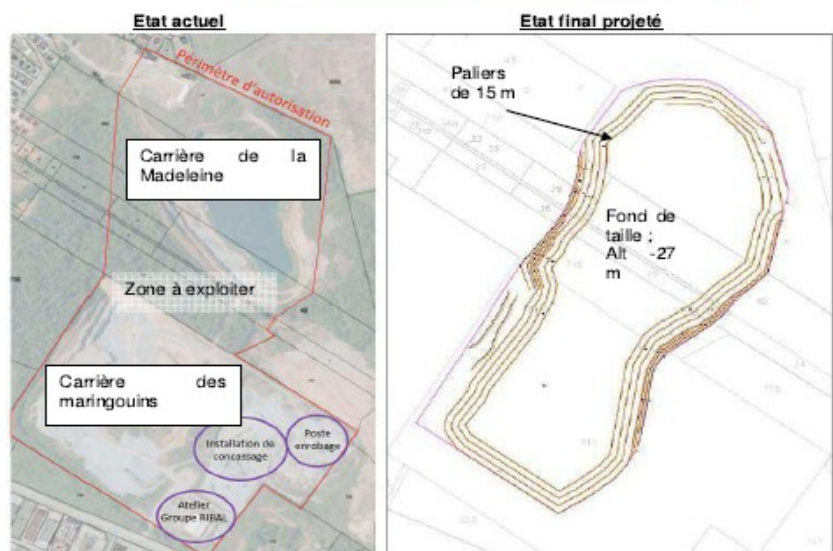 Etat actuel
Périmètre d'autorisation
Carrière de la
Madeleine
Zone à exploiter
Carrière des
maringouins
Installation de
concassage
Poste
enrobage
Atelier
Groupe RIBAL
Etat final projeté
Paliers
de 15 m
Fond de
taille ;
Alt -27
m